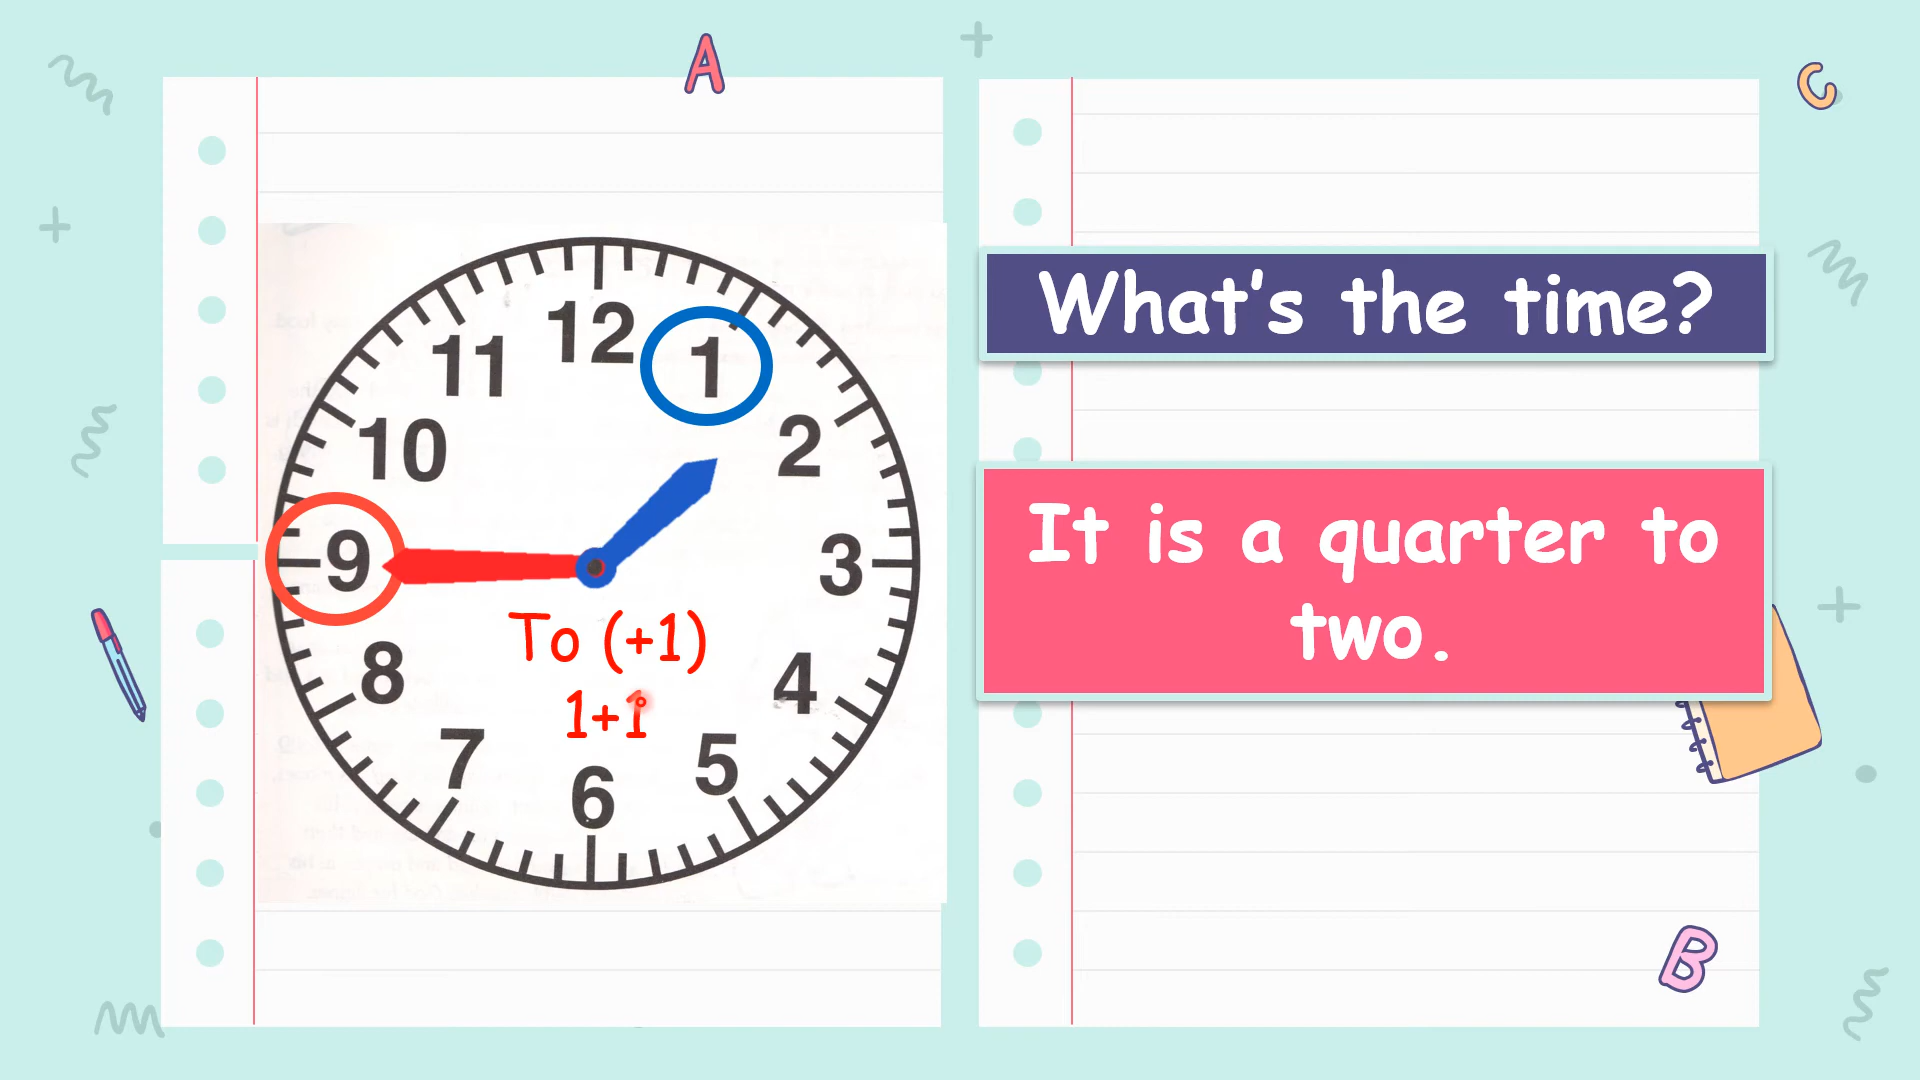 A
C
What's the time?
12
11
1
10
2
9
3
8
4
7
5
6
To (+1)
1+1
It is a quarter to
two.
B